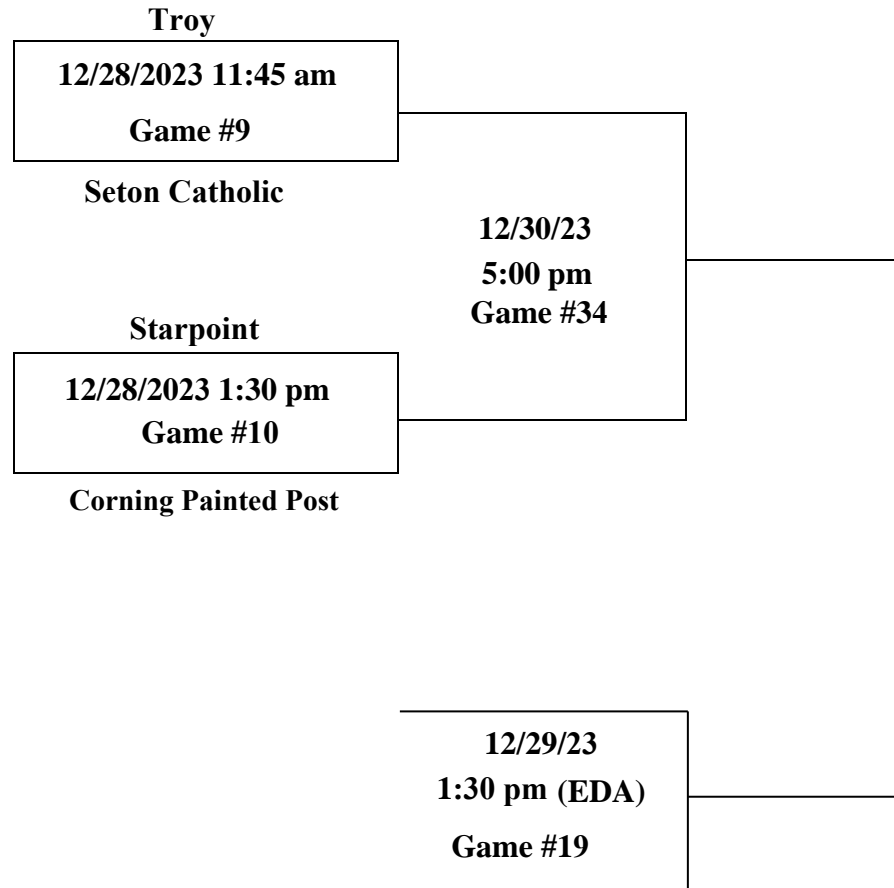 Troy
12/28/2023 11:45 am
Game #9
Seton Catholic
12/30/23
5:00 pm
Game #34
Starpoint
12/28/2023 1:30 pm
Game #10
Corning Painted Post
12/29/23
1:30 pm (EDA)
Game #19